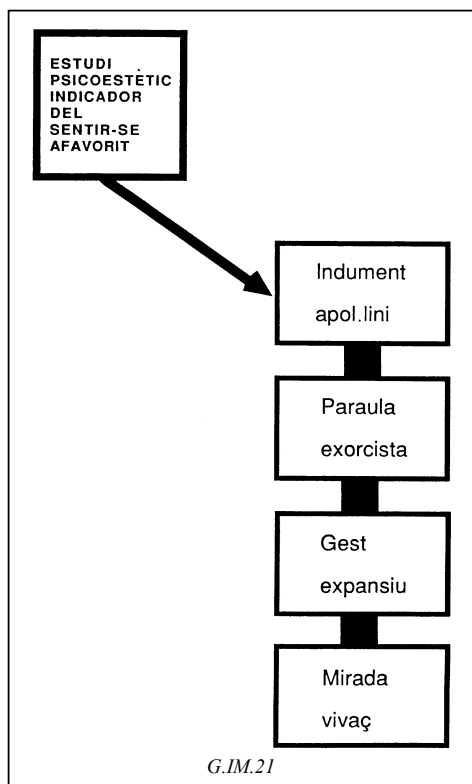 ESTUDI
PSICOESTÈTIC
INDICADOR
DEL
SENTIR-SE
AFAVORIT
Indument
apol.lini
Paraula
exorcista
Gest
expansiu
Mirada
vivaç
G.IM.21